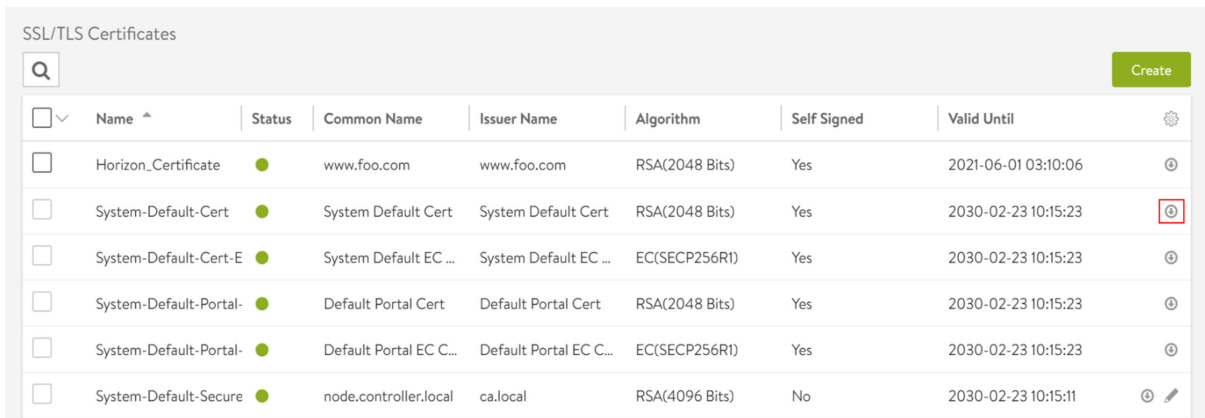 SSL/TLS Certificates
Create
Name Status Common Name Issuer Name Algorithm Self Signed Valid Until
Horizon_Certificate www.foo.com www.foo.com RSA(2048 Bits) Yes 2021-06-01 03:10:06
System-Default-Cert System Default Cert System Default Cert RSA(2048 Bits) Yes 2030-02-23 10:15:23
System-Default-Cert-E System Default EC ... System Default EC ... EC(SECP256R1) Yes 2030-02-23 10:15:23
System-Default-Portal- Default Portal Cert Default Portal Cert RSA(2048 Bits) Yes 2030-02-23 10:15:23
System-Default-Portal- Default Portal EC C... Default Portal EC C... EC(SECP256R1) Yes 2030-02-23 10:15:23
System-Default-Secure node.controller.local ca.local RSA(4096 Bits) No 2030-02-23 10:15:11